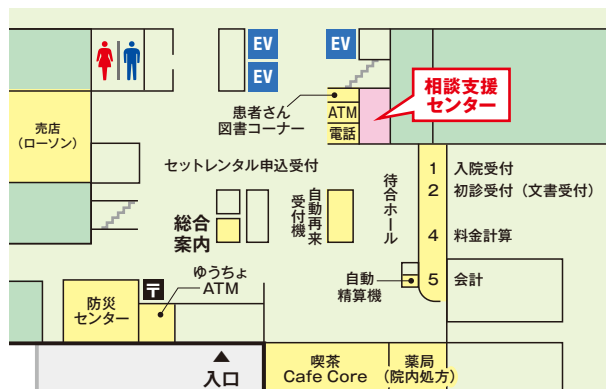 EV
EV
EV
相談支援
センター
患者さん
図書コーナー
ATM
電話
売店
(ローソン)
セットレンタル申込受付
1 入院受付
2 初診受付(文書受付)
4 料金計算
5 会計
待合ホール
自動再来
受付機
総合
案内
自動
精算機
ゆうちょ
ATM
〒
防災
センター
入口
喫茶
Cafe Core
薬局
(院内処方)